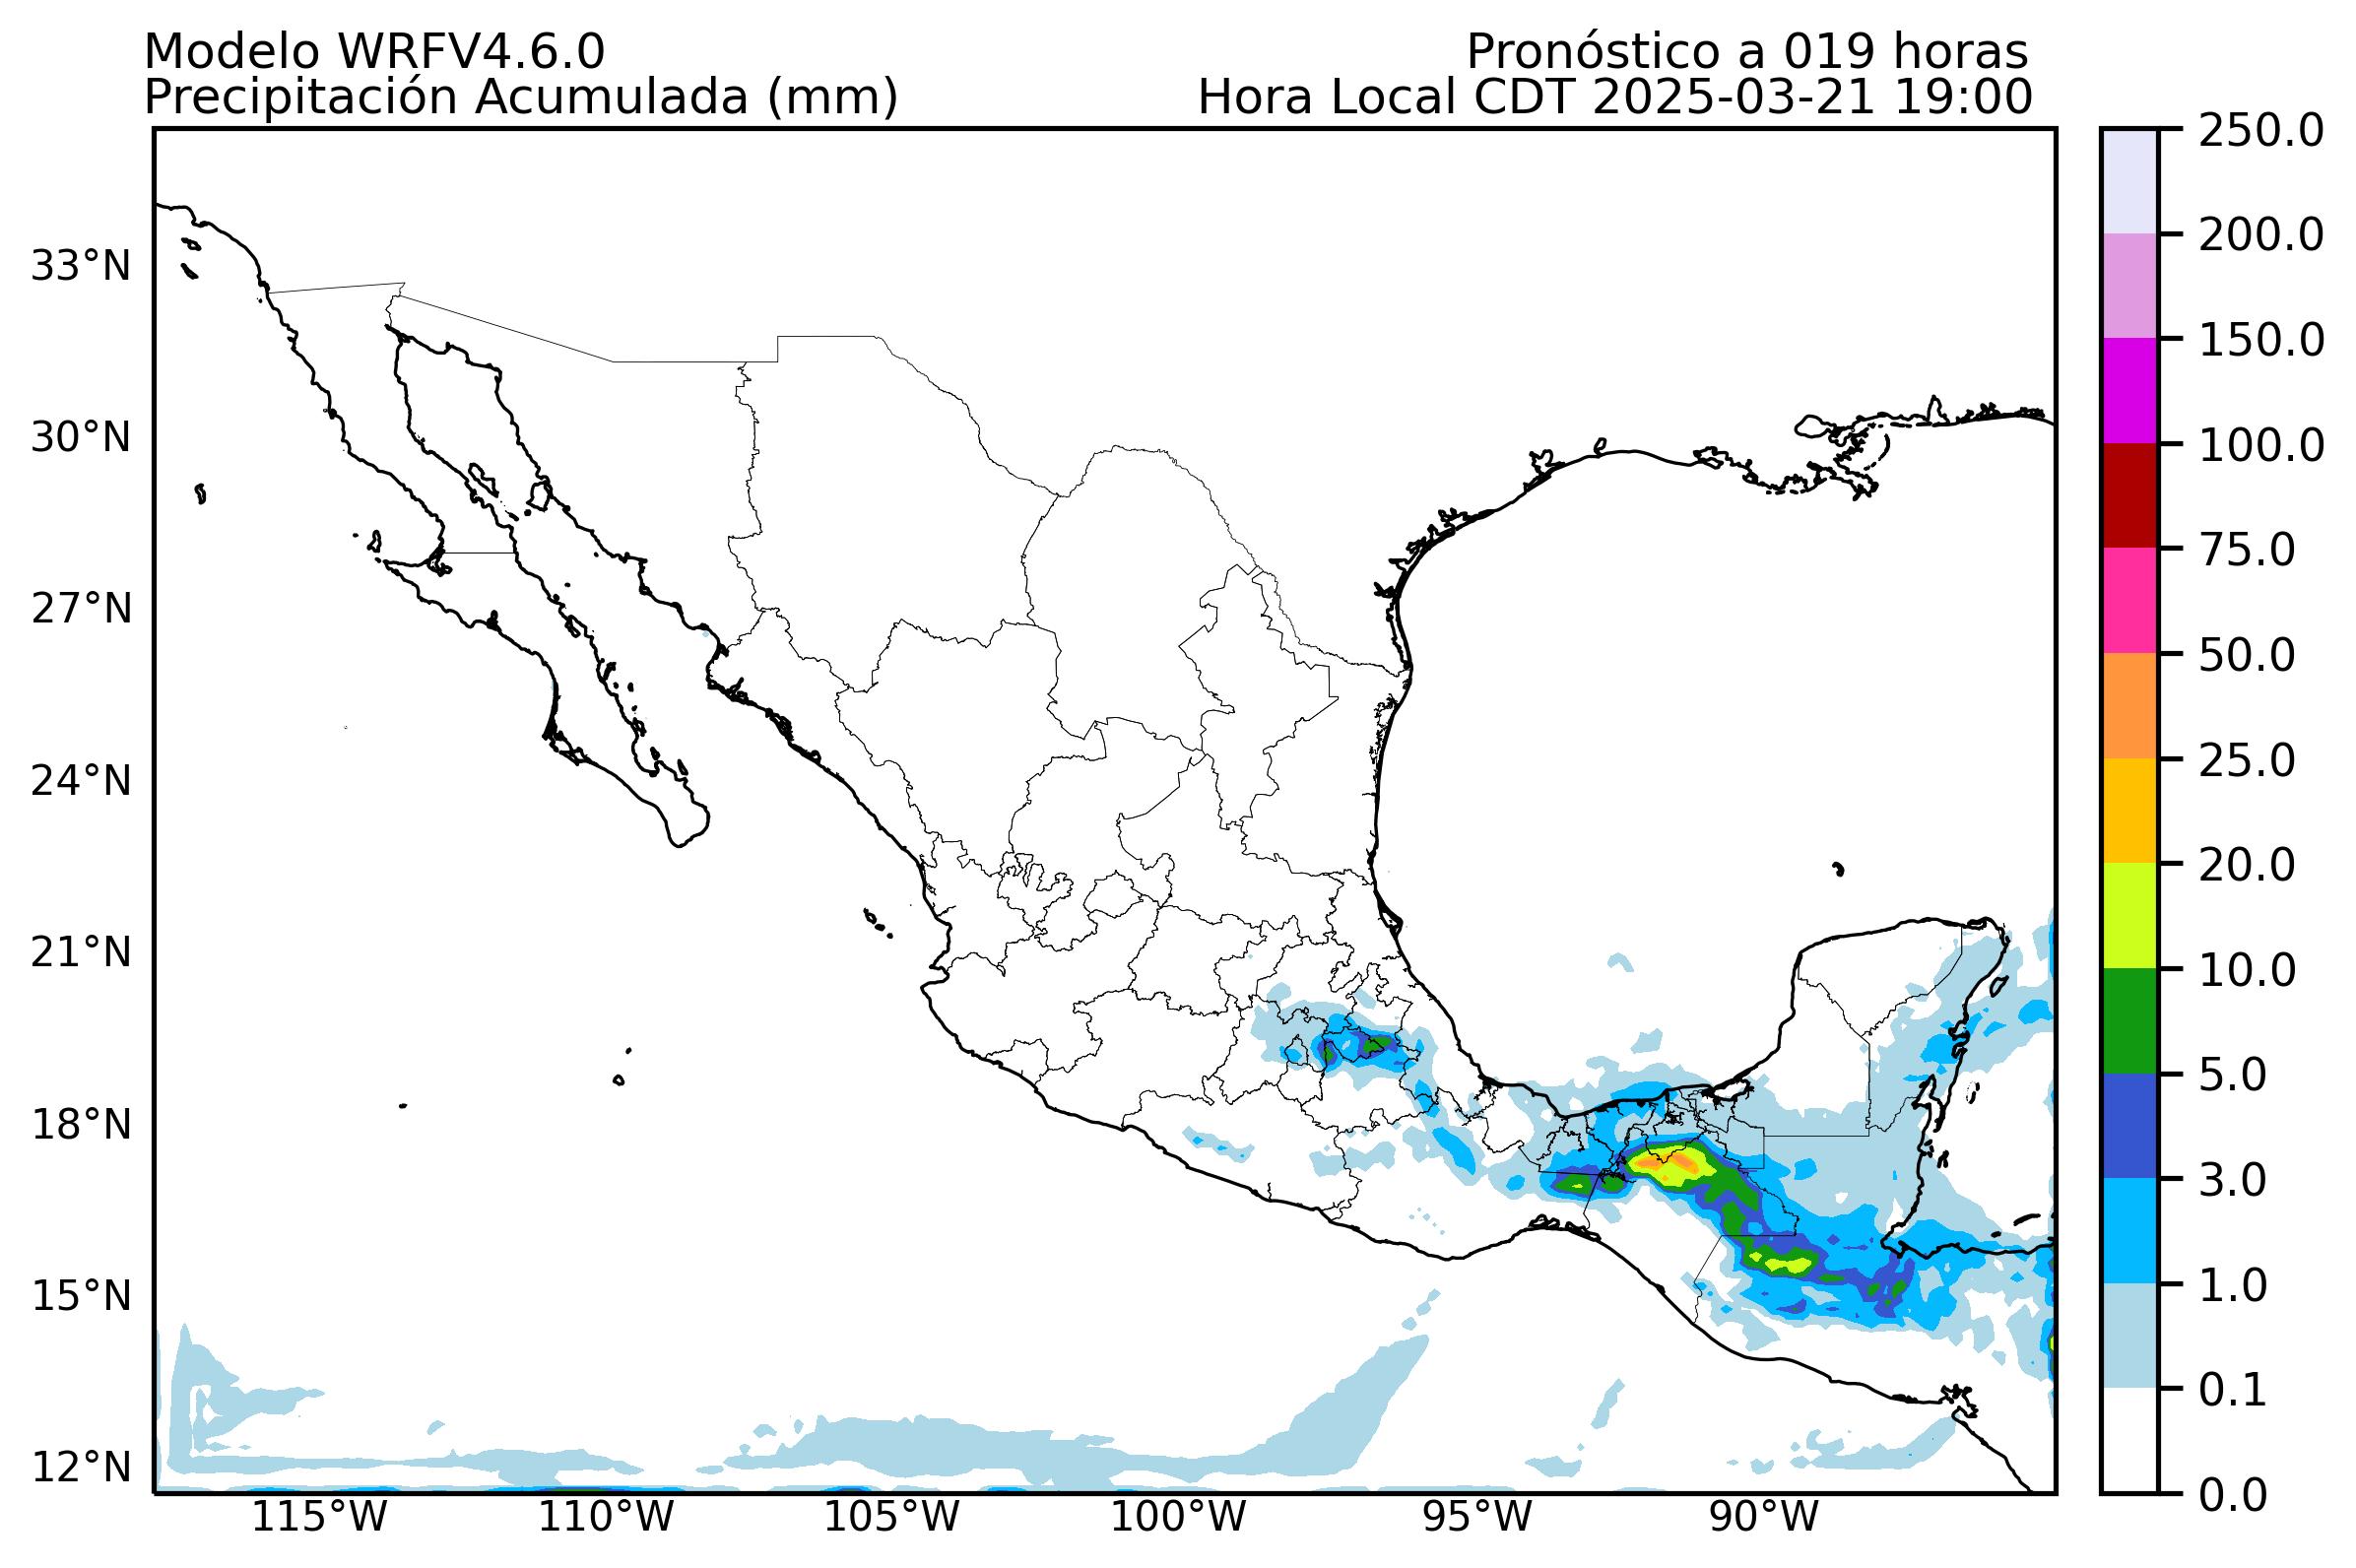 Modelo WRFV4.6.0
Pronóstico a 019 horas
Precipitación Acumulada (mm)
Hora Local CDT 2025-03-21 19:00
33°N
30°N
27°N
24°N
21°N
18°N
15°N
12°N
115°W
110°W
105°W
100°W
95°W
90°W
250.0
200.0
150.0
100.0
75.0
50.0
25.0
20.0
10.0
5.0
3.0
1.0
0.1
0.0